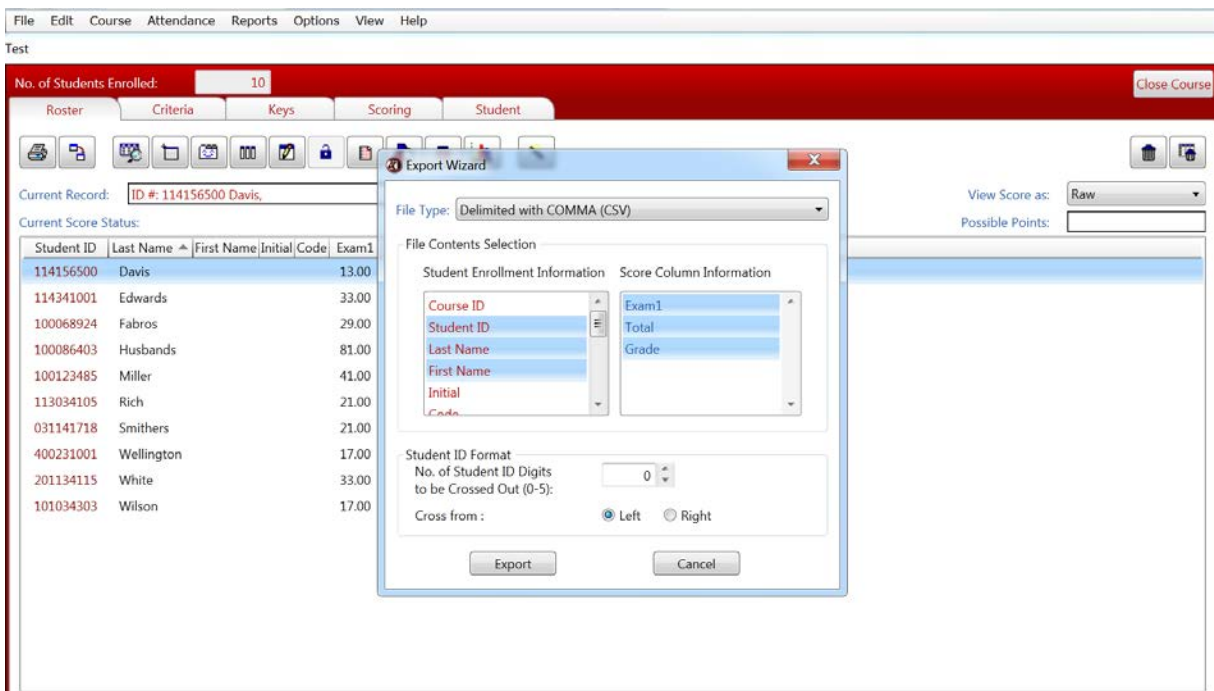 File Edit Course Attendance Reports Options View Help
Test
No. of Students Enrolled: 10 Close Course
Roster Criteria Keys Scoring Student
Current Record: ID #: 114156500 Davis, View Score as: Raw
Current Score Status: Possible Points:
Student ID Last Name First Name Initial Code Exam1
114156500 Davis 13.00
114341001 Edwards 33.00
100068924 Fabros 29.00
100086403 Husbands 81.00
100123485 Miller 41.00
113034105 Rich 21.00
031141718 Smithers 21.00
400231001 Wellington 17.00
201134115 White 33.00
101034303 Wilson 17.00
Export Wizard
File Type: Delimited with COMMA (CSV)
File Contents Selection
Student Enrollment Information Score Column Information
Course ID Exam1
Student ID Total
Last Name Grade
First Name
Initial
Code
Student ID Format
No. of Student ID Digits 0
to be Crossed Out (0-5):
Cross from : Left Right
Export Cancel